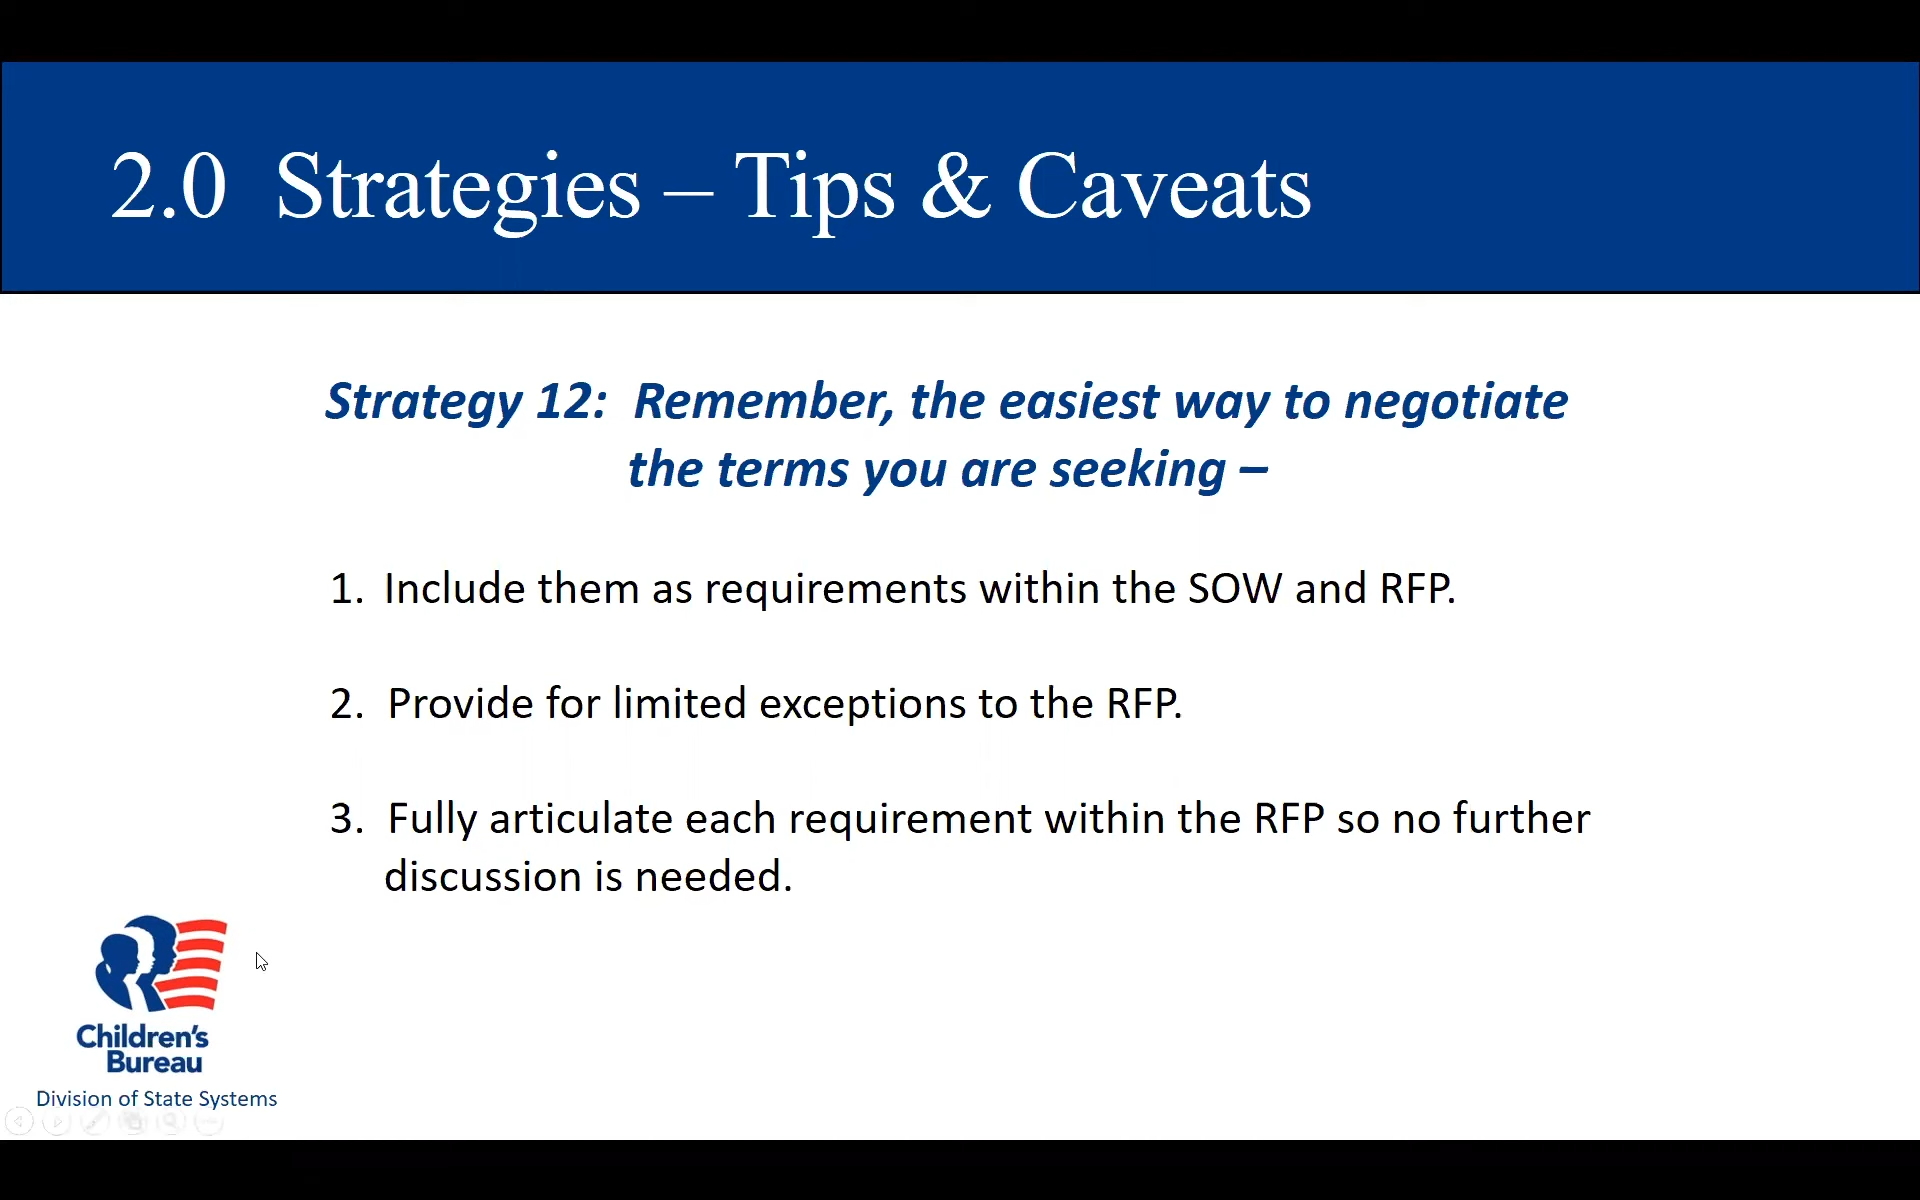 2.0 Strategies – Tips & Caveats
Strategy 12: Remember, the easiest way to negotiate
the terms you are seeking –
1. Include them as requirements within the SOW and RFP.
2. Provide for limited exceptions to the RFP.
3. Fully articulate each requirement within the RFP so no further
discussion is needed.
Children's
Bureau
Division of State Systems